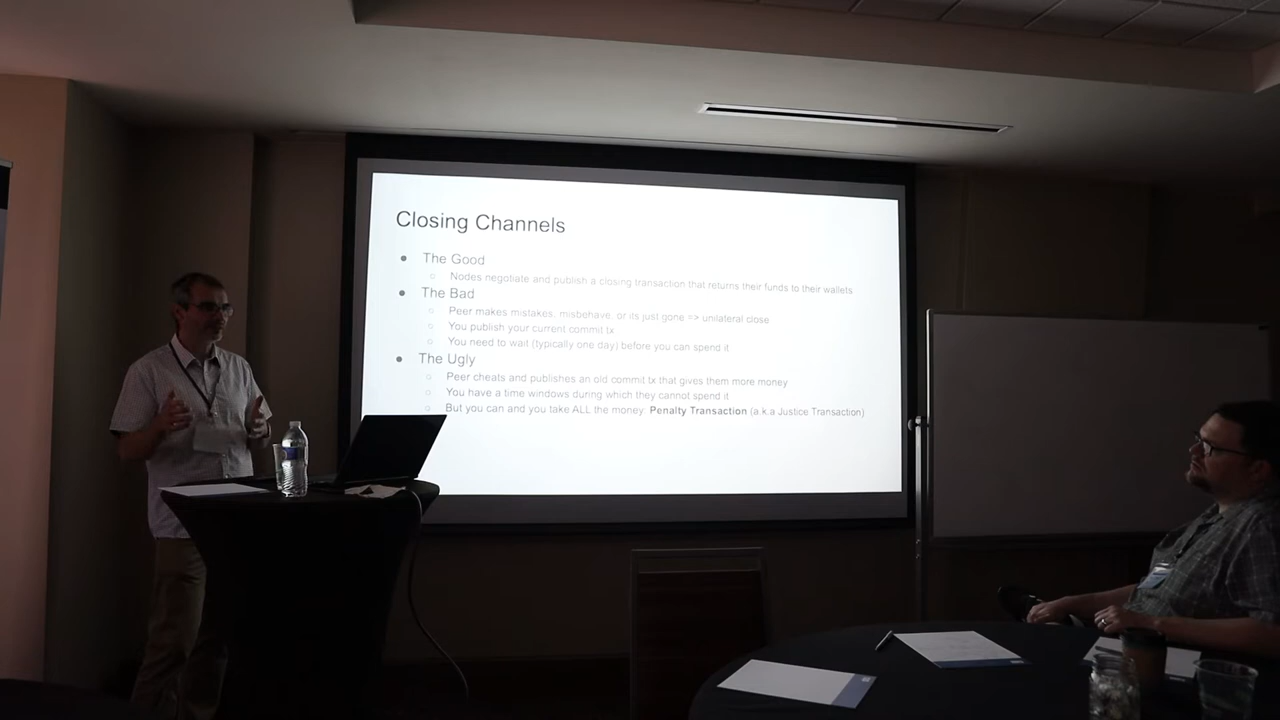 Closing Channels
● The Good
○ Nodes negotiate and publish a closing transaction that returns their funds to their wallets
● The Bad
○ Peer makes mistakes, misbehave, or its just gone => unilateral close
○ You publish your current commit tx
○ You need to wait (typically one day) before you can spend it
● The Ugly
○ Peer cheats and publishes an old commit tx that gives them more money
○ You have a time windows during which they cannot spend it
○ But you can and you take ALL the money: Penalty Transaction (a.k.a Justice Transaction)